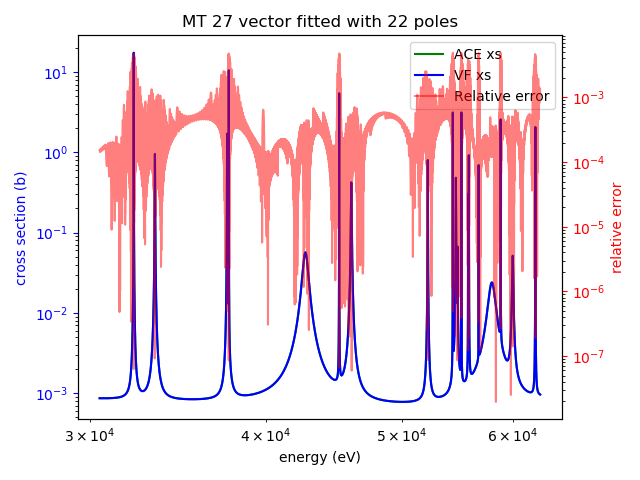 MT 27 vector fitted with 22 poles
ACE xs
VF xs
Relative error
cross section (b)
10¹
10⁰
10⁻¹
10⁻²
10⁻³
relative error
10⁻³
10⁻⁴
10⁻⁵
10⁻⁶
10⁻⁷
3 × 10⁴
4 × 10⁴
5 × 10⁴
6 × 10⁴
energy (eV)